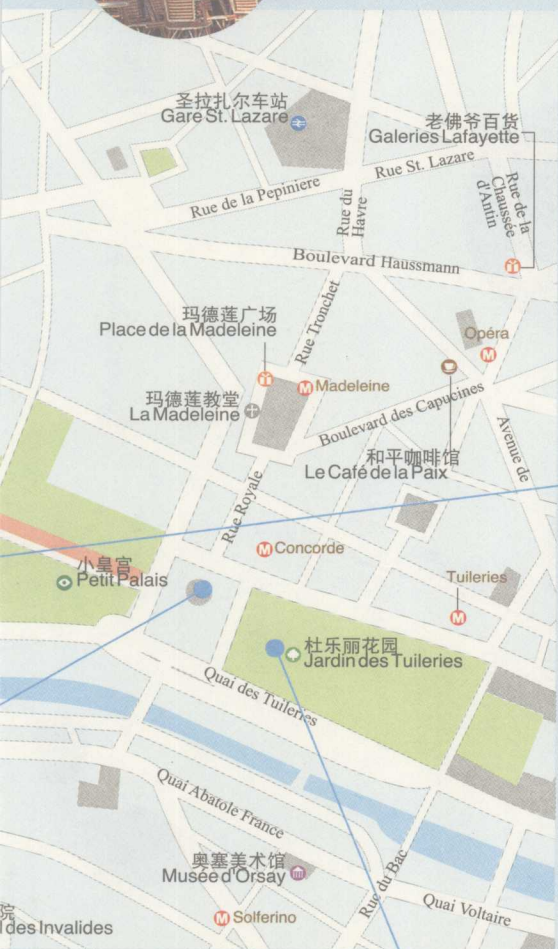 圣拉扎尔车站
Gare St. Lazare
老佛爷百货
Galeries Lafayette
Rue St. Lazare
Rue de la Pepiniere
Rue du
Havre
Rue de la
Chaussée
d'Antin
Boulevard Haussmann
玛德莲广场
Place de la Madeleine
Rue Tronchet
Opéra
玛德莲教堂
La Madeleine
Madeleine
Boulevard des Capucines
和平咖啡馆
Le Café de la Paix
Avenue de
Rue Royale
Concorde
小皇宫
Petit Palais
Tuileries
杜乐丽花园
Jardin des Tuileries
Quai des Tuileries
Quai Abatole France
奥塞美术馆
Musée d'Orsay
Rue du Bac
Quai Voltaire
院
l des Invalides
Solferino